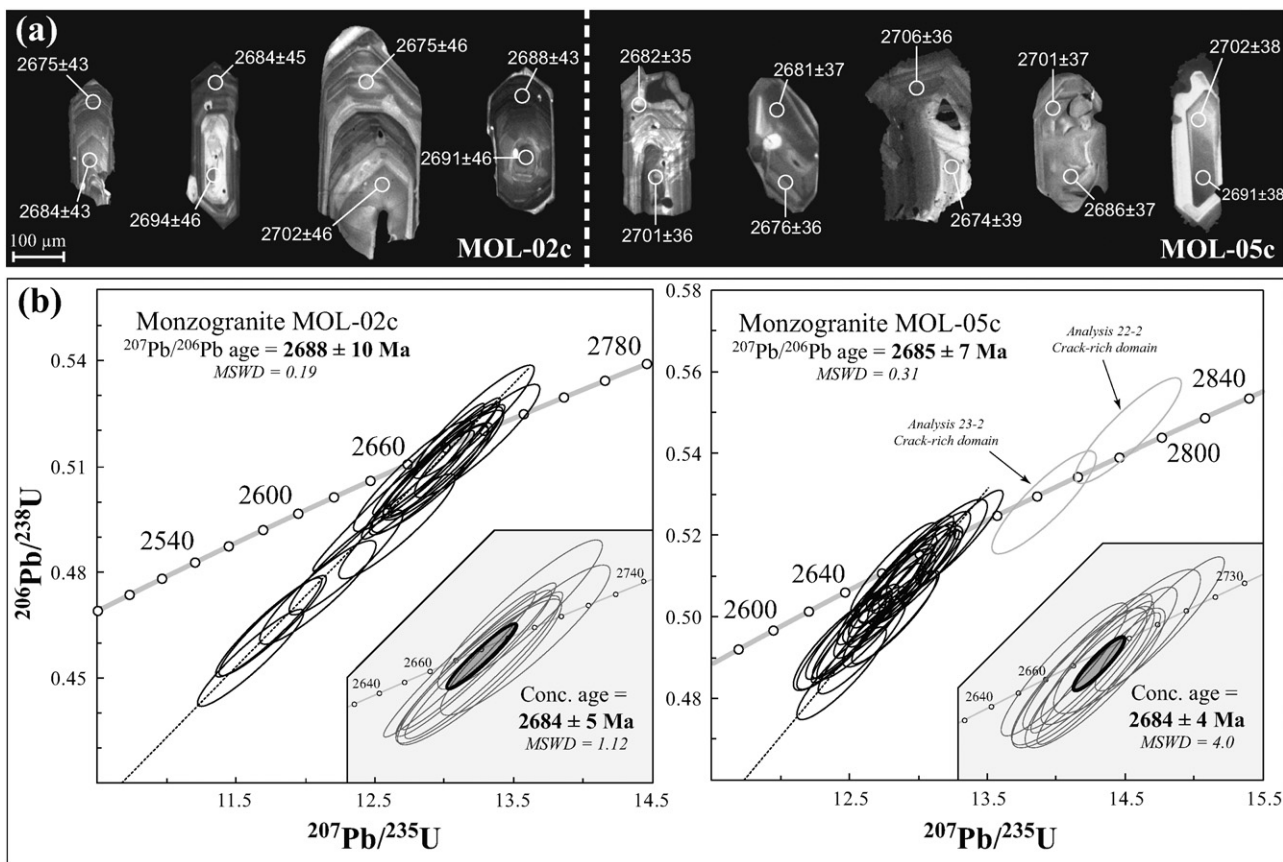 (a)
2675±43
2684±43
2684±45
2694±46
2675±46
2702±46
2688±43
2691±46
100 μm
MOL-02c
2682±35
2701±36
2681±37
2676±36
2706±36
2674±39
2701±37
2686±37
2702±38
2691±38
MOL-05c
(b)
Monzogranite MOL-02c
207Pb/206Pb age = 2688 ± 10 Ma
MSWD = 0.19
2780
2660
2600
2540
0.54
0.51
0.48
0.45
206Pb/238U
2740
2660
2640
Conc. age =
2684 ± 5 Ma
MSWD = 1.12
11.5
12.5
13.5
14.5
207Pb/235U
0.58
0.56
0.54
0.52
0.50
0.48
Monzogranite MOL-05c
207Pb/206Pb age = 2685 ± 7 Ma
MSWD = 0.31
Analysis 22-2
Crack-rich domain
Analysis 23-2
Crack-rich domain
2840
2800
2640
2600
2730
2660
2640
Conc. age =
2684 ± 4 Ma
MSWD = 4.0
12.5
13.5
14.5
15.5
207Pb/235U